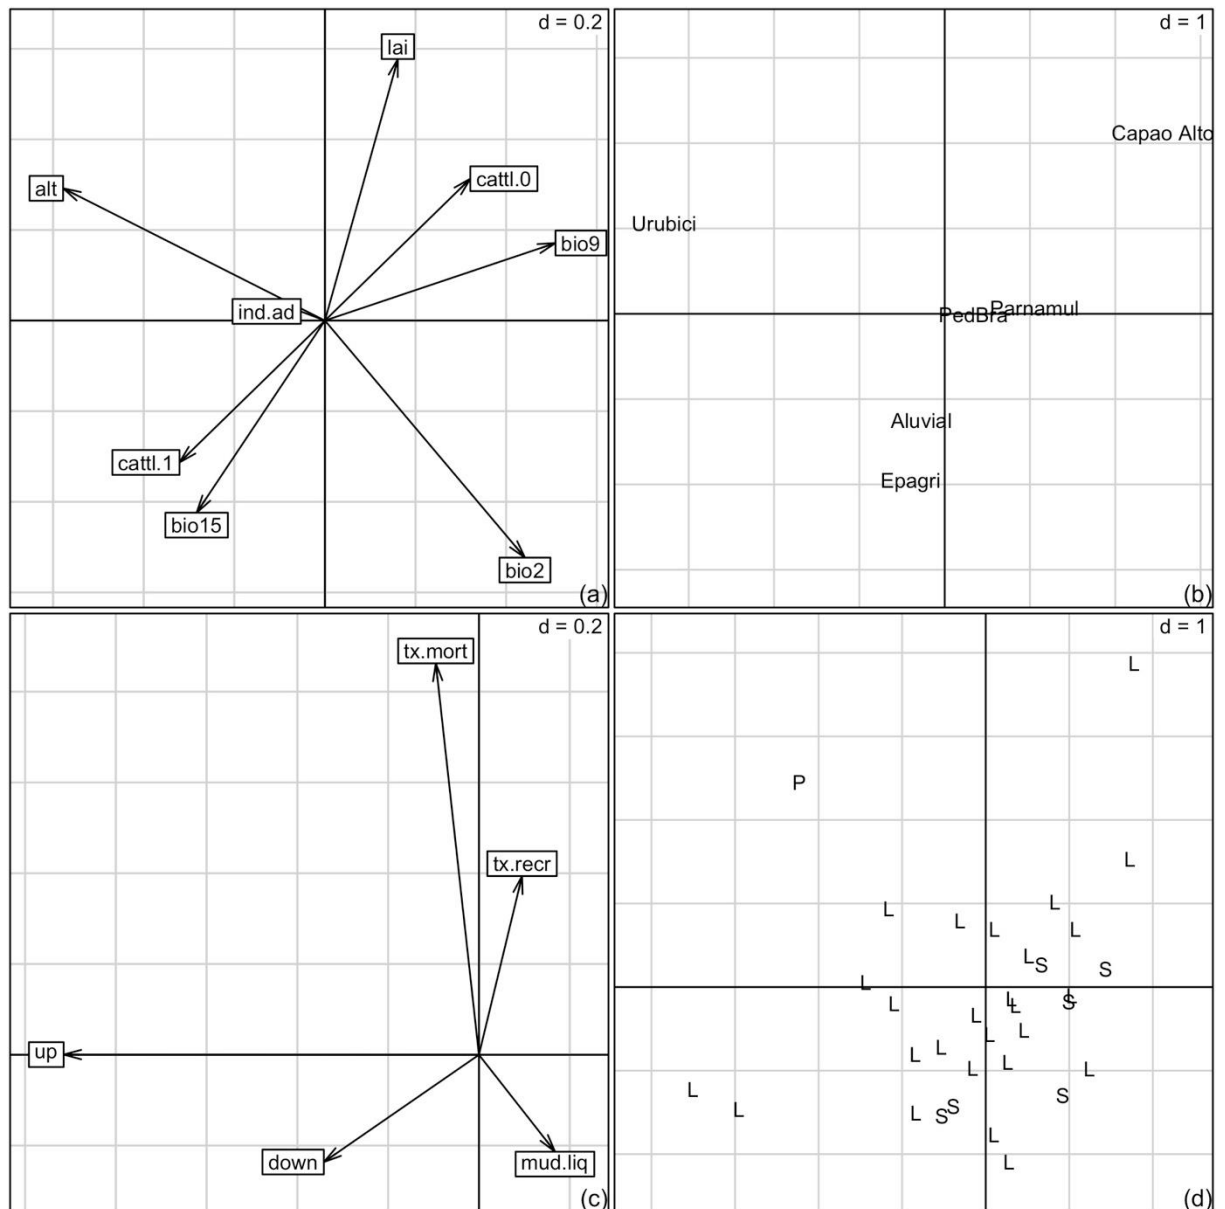 d = 0.2
lai
alt
cattl.0
bio9
ind.ad
cattl.1
bio15
bio2
(a)
d = 1
Capao Alto
Urubici
Parnamul
PedBra
Aluvial
Epagri
(b)
d = 0.2
tx.mort
tx.recr
up
down
mud.liq
(c)
d = 1
L
P
L
L
L
L
L
L
L
S
S
L
L
L
L
S
L
L
L
L
L
L
L
L
L
L
S
S
L
S
L
L
L
(d)